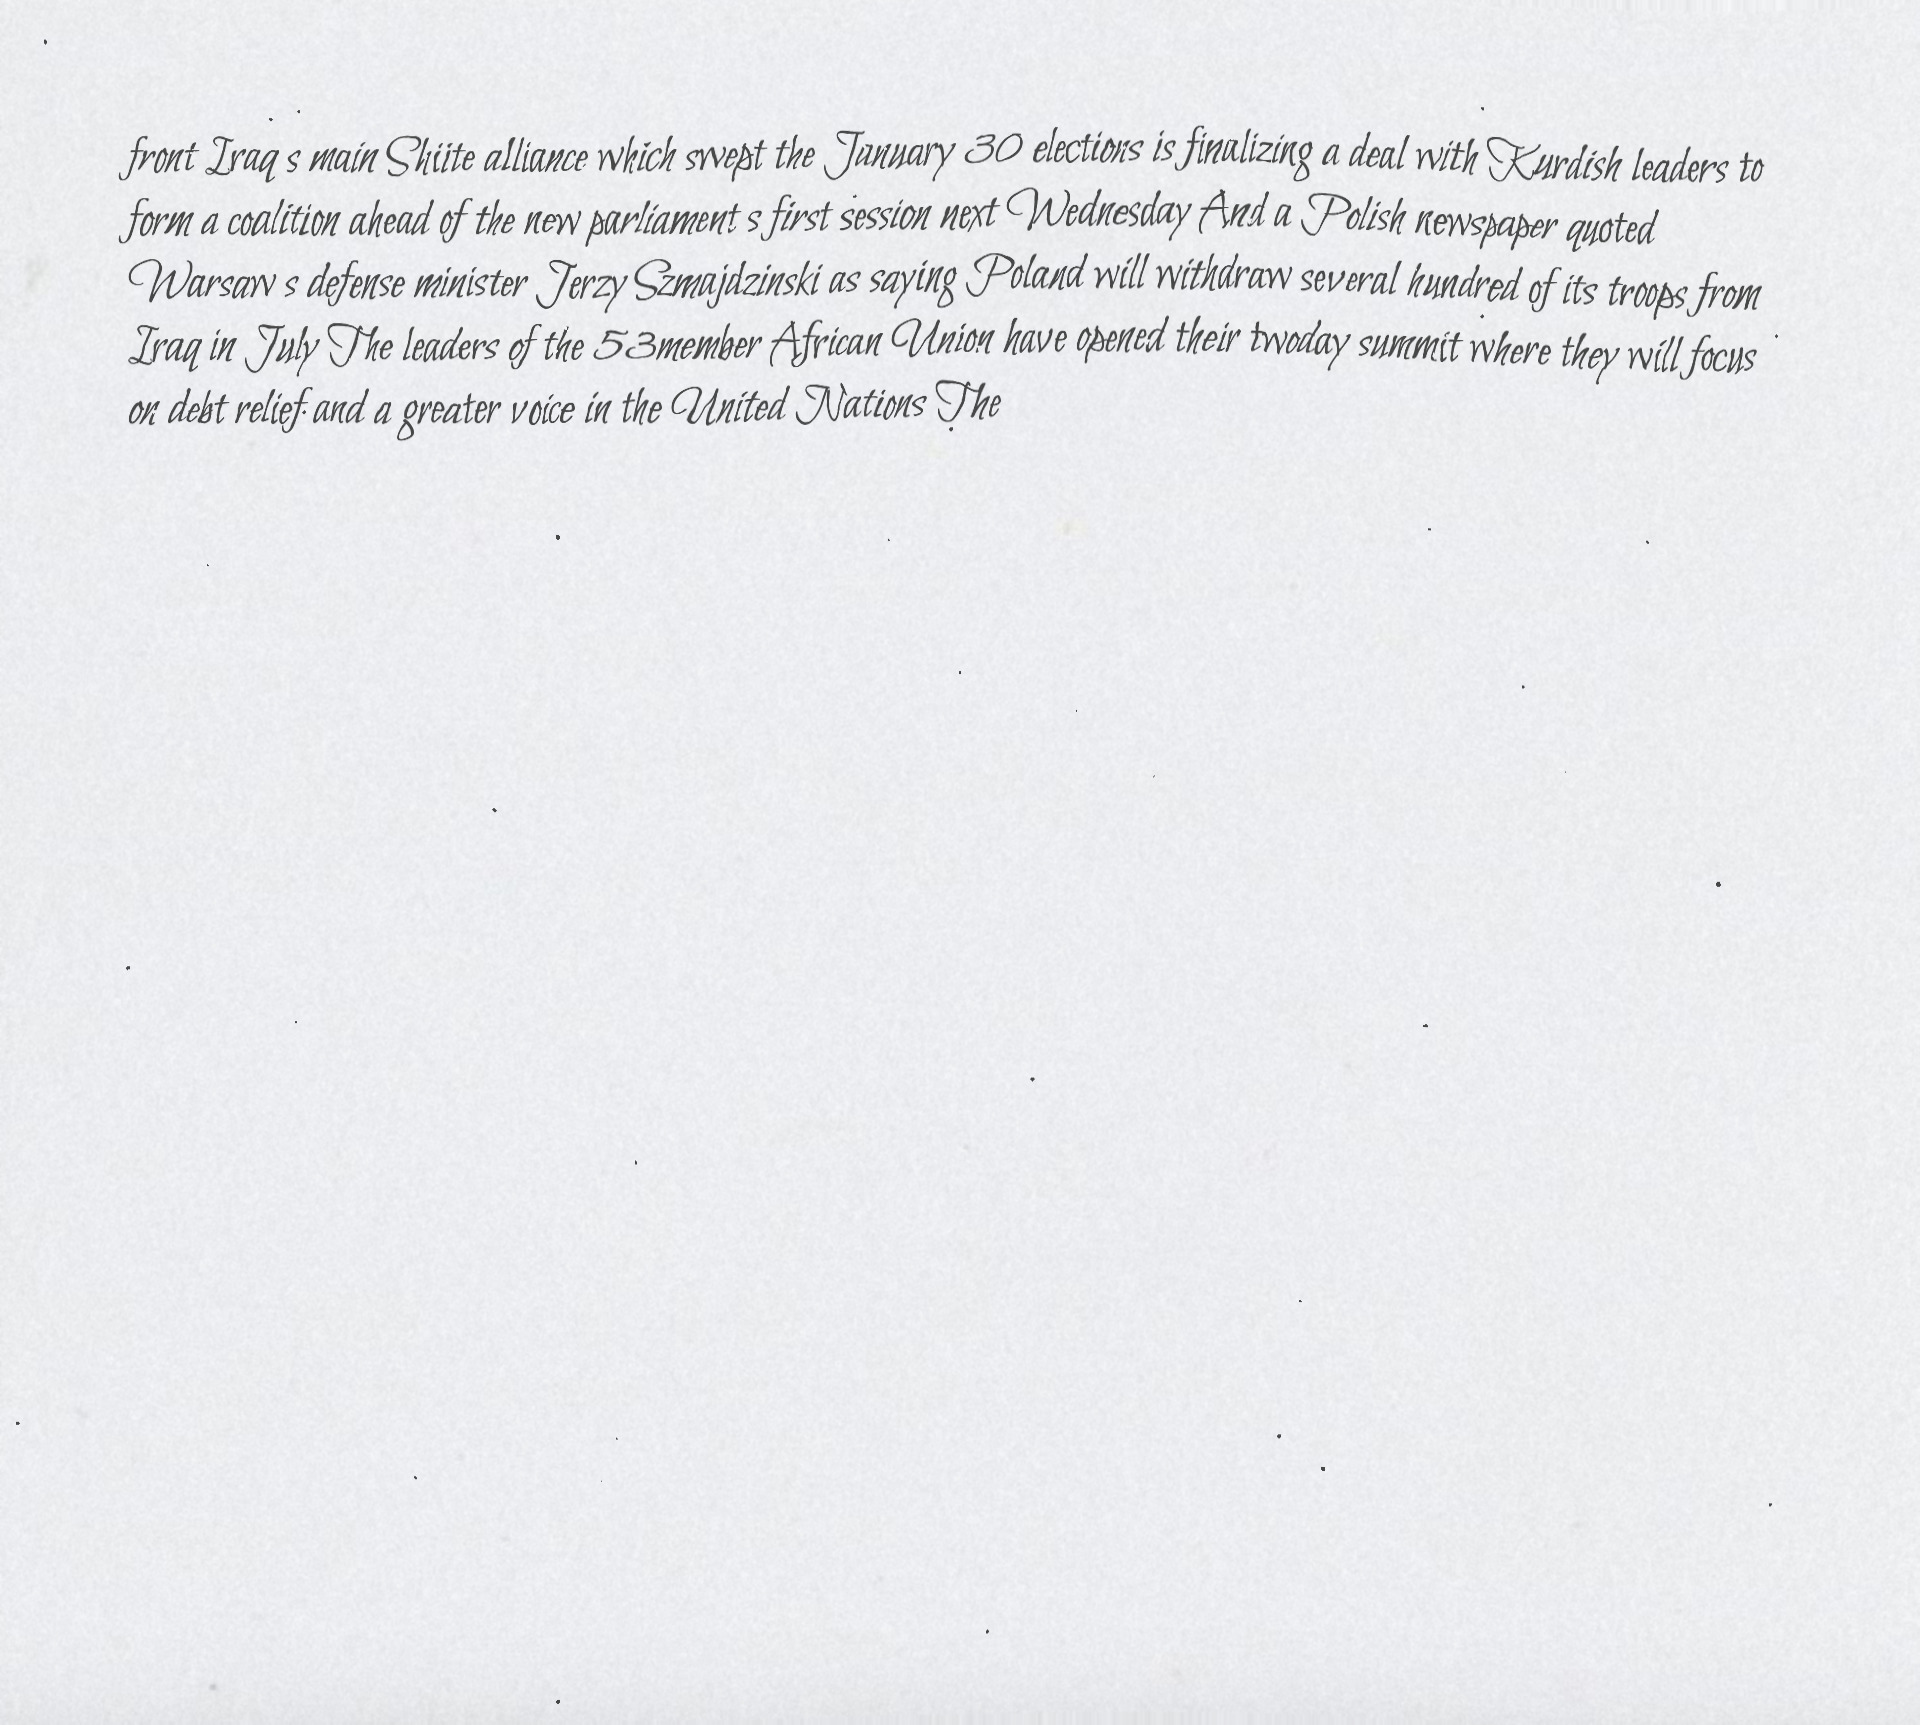 front Iraq s main Shiite alliance which swept the January 30 elections is finalizing a deal with Kurdish leaders to
form a coalition ahead of the new parliament s first session next Wednesday And a Polish newspaper quoted
Warsaw s defense minister Jerzy Szmajdzinski as saying Poland will withdraw several hundred of its troops from
Iraq in July The leaders of the 53member African Union have opened their twoday summit where they will focus
on debt relief and a greater voice in the United Nations The